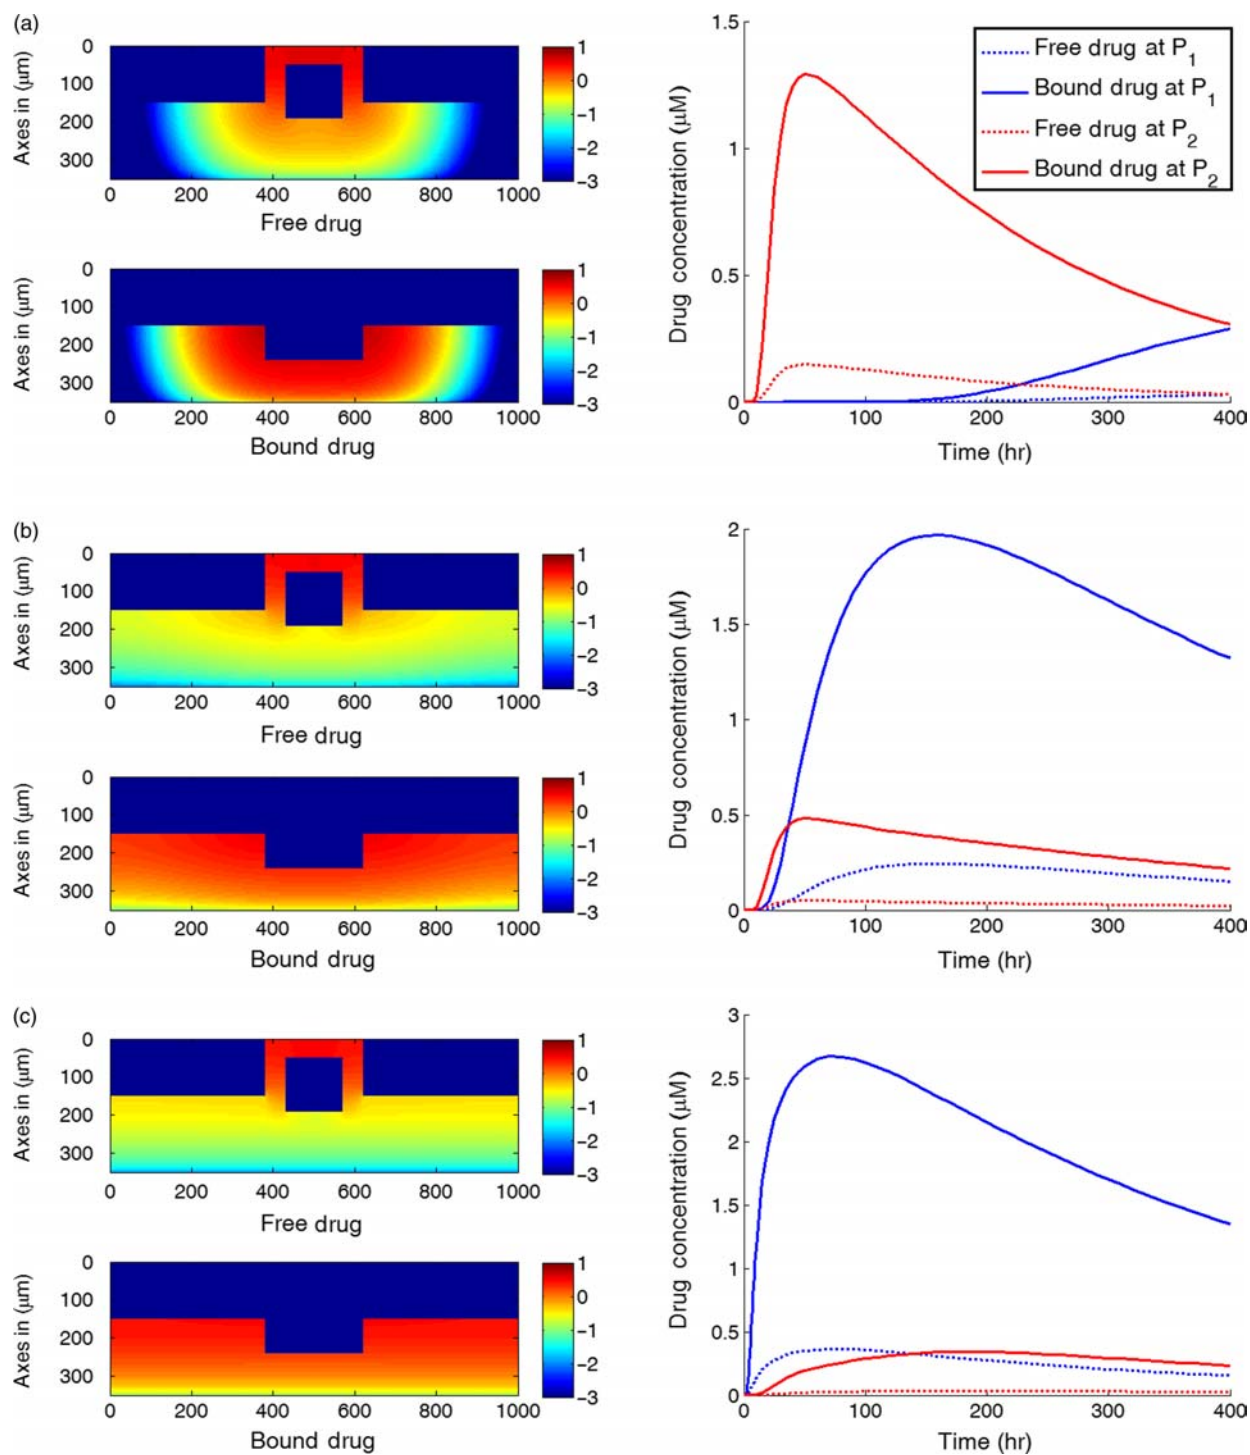 (a)
Axes in (µm)
0
100
200
300
0 200 400 600 800 1000
Free drug
1
0
−1
−2
−3
Axes in (µm)
0
100
200
300
0 200 400 600 800 1000
Bound drug
1
0
−1
−2
−3
Drug concentration (µM)
1.5
1
0.5
0
0 100 200 300 400
Time (hr)
Free drug at P1
Bound drug at P1
Free drug at P2
Bound drug at P2
(b)
Axes in (µm)
0
100
200
300
0 200 400 600 800 1000
Free drug
1
0
−1
−2
−3
Axes in (µm)
0
100
200
300
0 200 400 600 800 1000
Bound drug
1
0
−1
−2
−3
Drug concentration (µM)
2
1.5
1
0.5
0
0 100 200 300 400
Time (hr)
(c)
Axes in (µm)
0
100
200
300
0 200 400 600 800 1000
Free drug
1
0
−1
−2
−3
Axes in (µm)
0
100
200
300
0 200 400 600 800 1000
Bound drug
1
0
−1
−2
−3
Drug concentration (µM)
3
2.5
2
1.5
1
0.5
0
0 100 200 300 400
Time (hr)